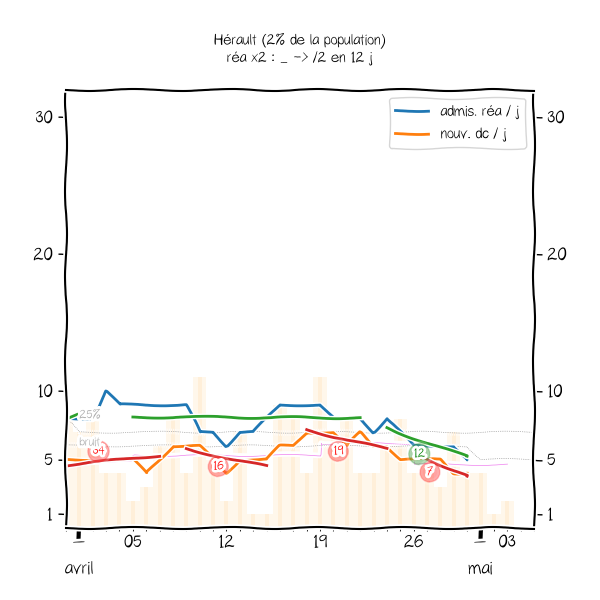 Hérault (2% de la population)
réa x2 : _ -> /2 en 12 j
admis. réa / j
nouv. dc / j
30
30
20
20
10
10
25%
bruit
5
5
19
12
16
7
1
1
05
12
19
26
03
avril
mai